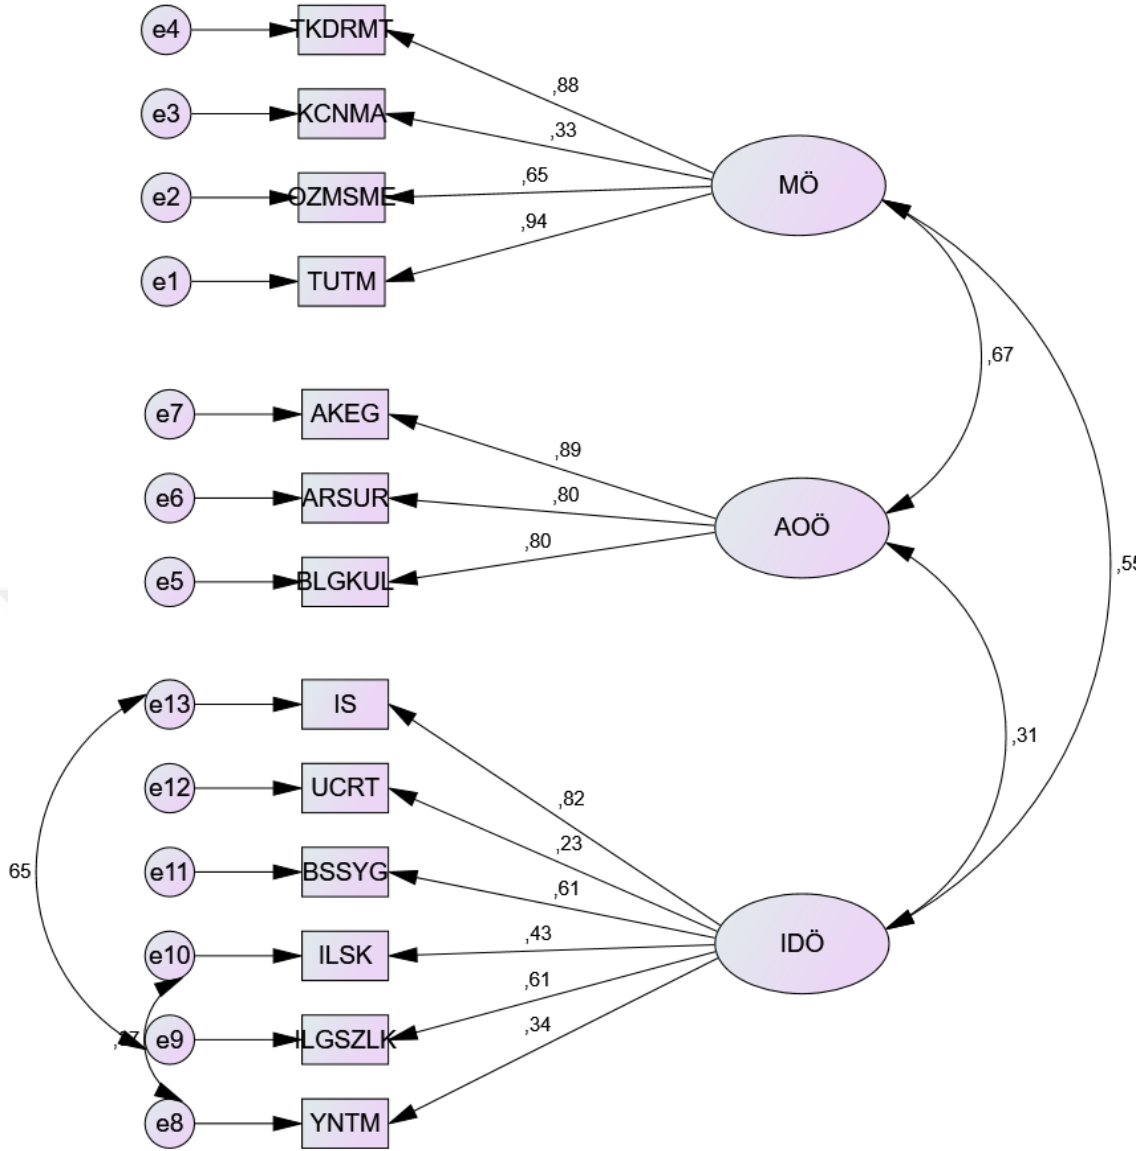 e4
TKDRMT
,88
e3
KCNMA
,33
MÖ
e2
OZMSME
,65
,94
e1
TUTM
,67
e7
AKEG
,89
e6
ARSUR
,80
AOÖ
,80
e5
BLGKUL
,55
e13
IS
,31
e12
UCRT
,82
,23
65
e11
BSSYG
,61
e10
ILSK
,43
IDÖ
e9
ILGSZLK
,61
,34
e8
YNTM